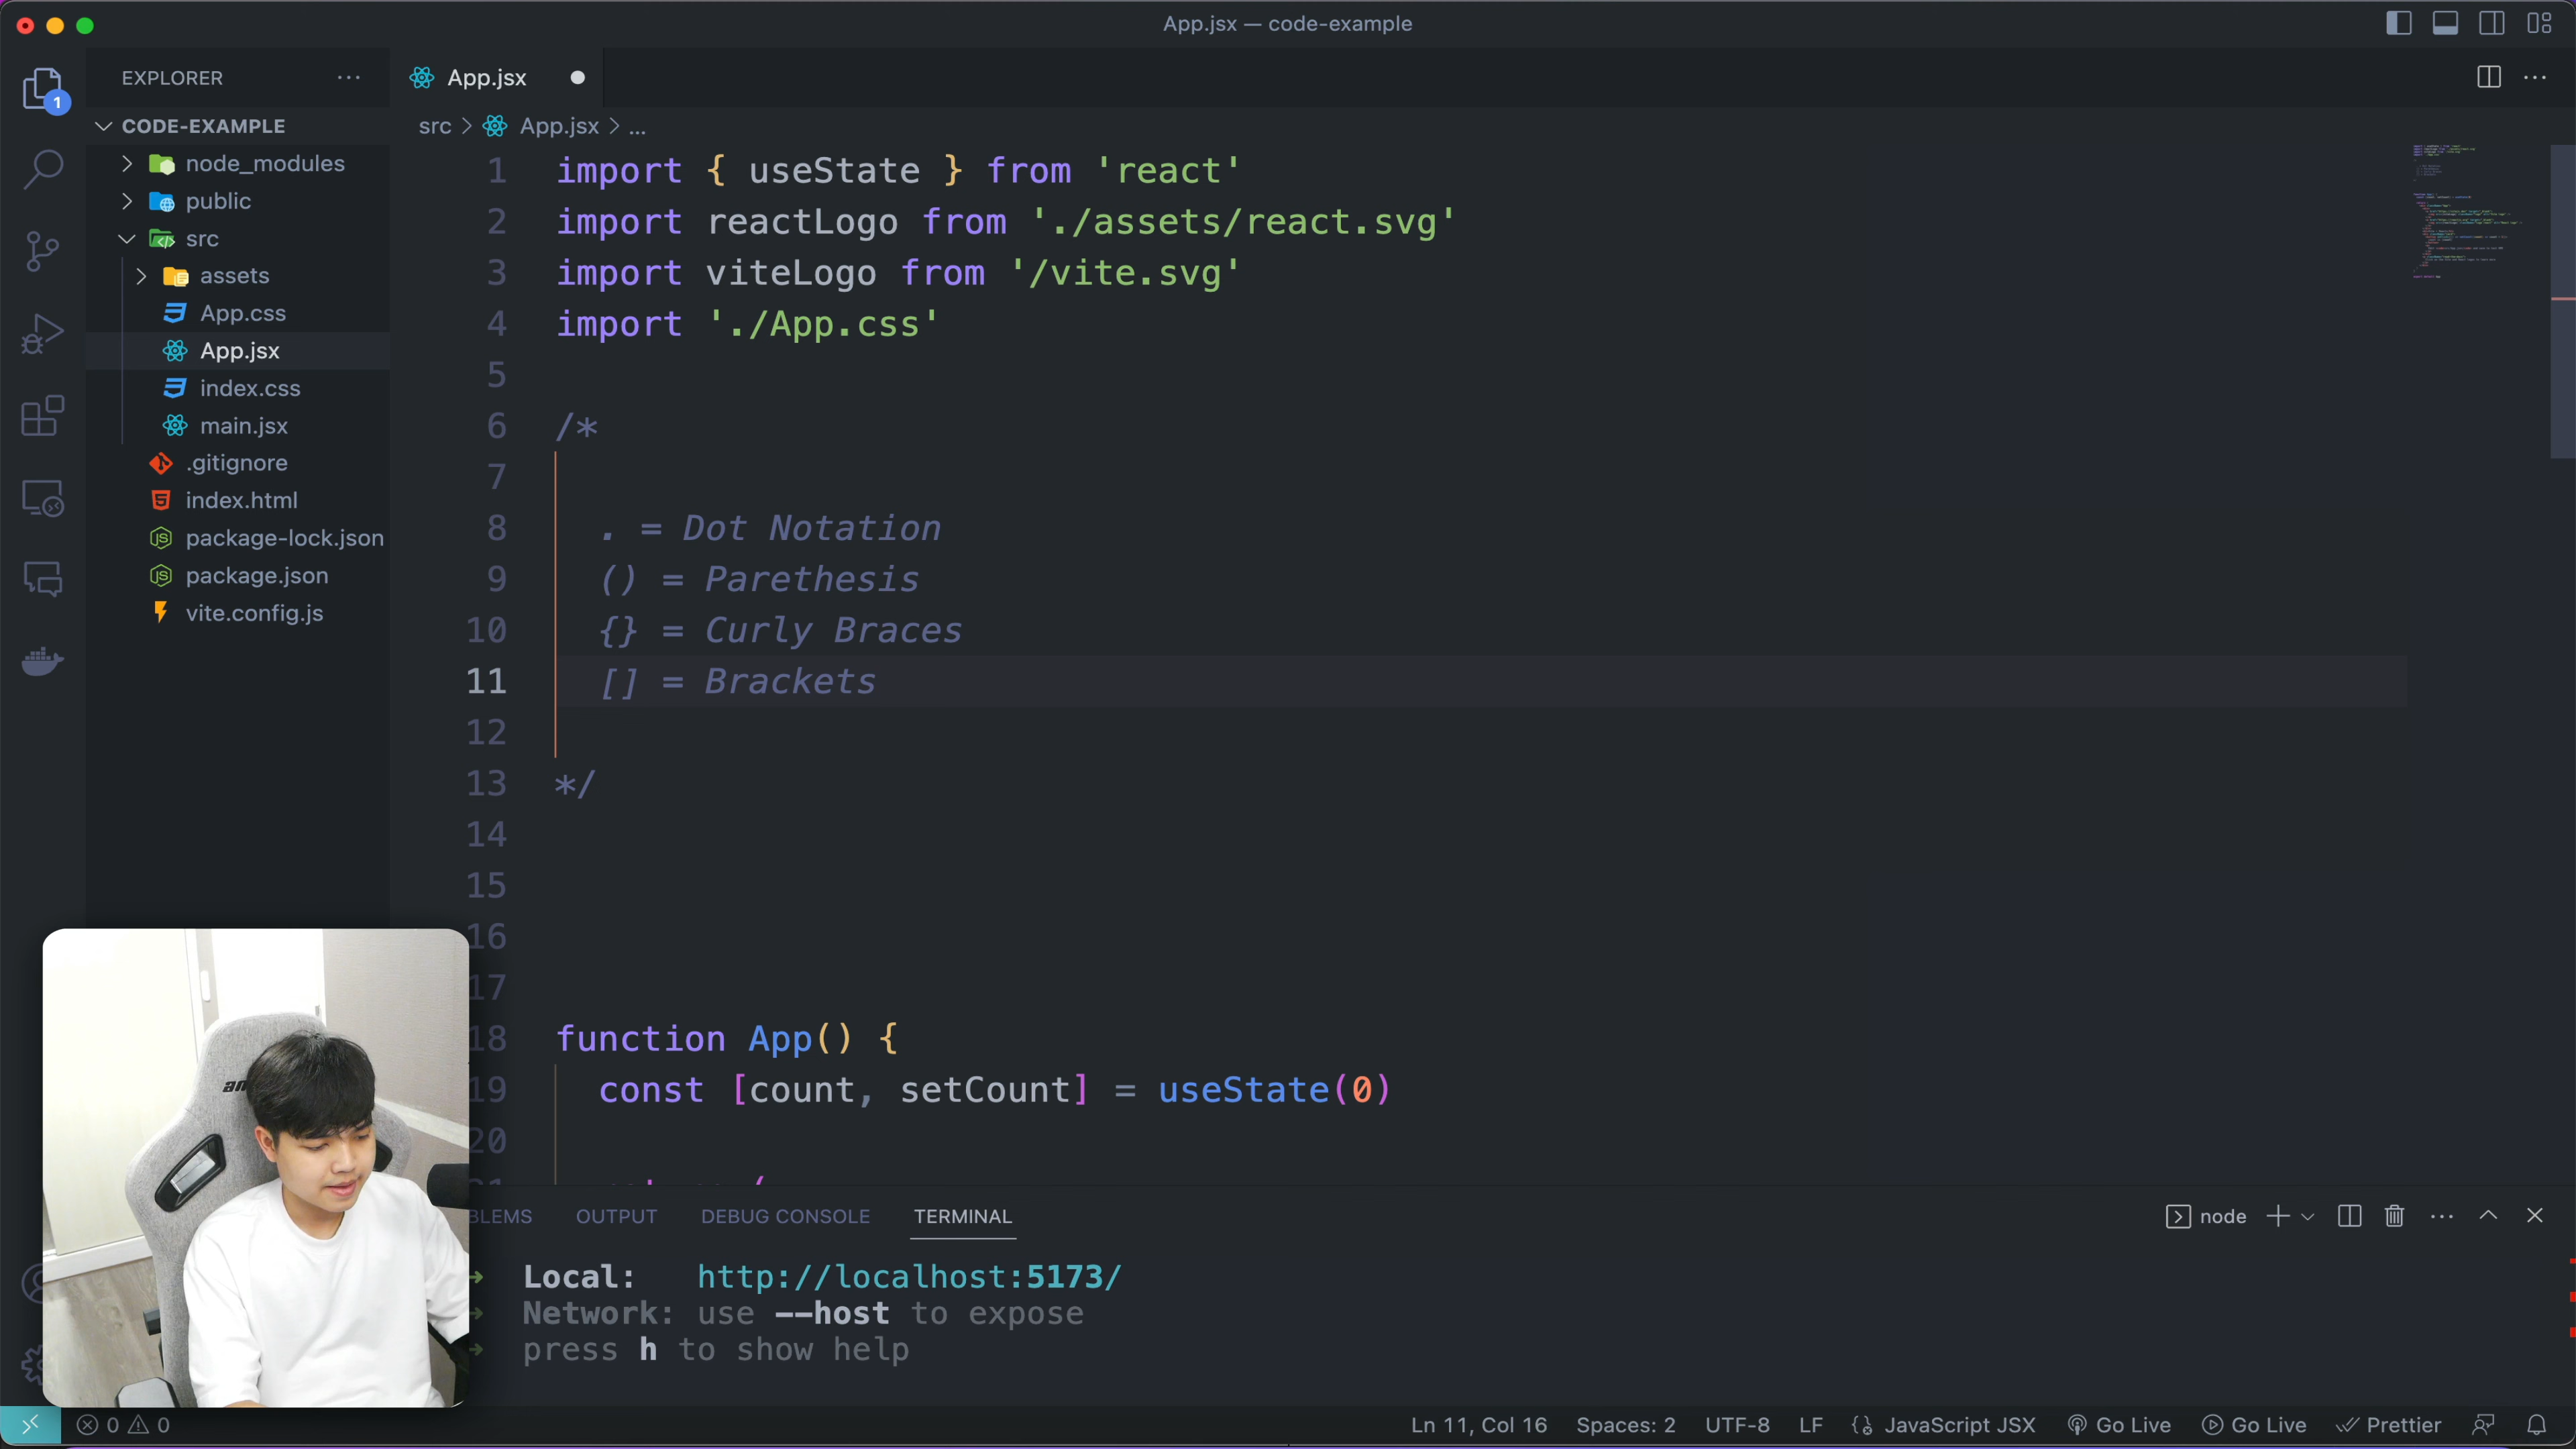 App.jsx — code-example
EXPLORER
App.jsx
1
CODE-EXAMPLE
src > App.jsx > ...
node_modules
public
src
assets
App.css
App.jsx
index.css
main.jsx
.gitignore
index.html
package-lock.json
package.json
vite.config.js
1 import { useState } from 'react'
2 import reactLogo from './assets/react.svg'
3 import viteLogo from '/vite.svg'
4 import './App.css'
5
6 /*
7
8 . = Dot Notation
9 () = Parethesis
10 {} = Curly Braces
11 [] = Brackets
12
13 */
14
15
16
17
18 function App() {
19 const [count, setCount] = useState(0)
20
OUTPUT DEBUG CONSOLE TERMINAL
node
➜ Local: http://localhost:5173/
➜ Network: use --host to expose
➜ press h to show help
0 0
Ln 11, Col 16 Spaces: 2 UTF-8 LF JavaScript JSX Go Live Go Live Prettier